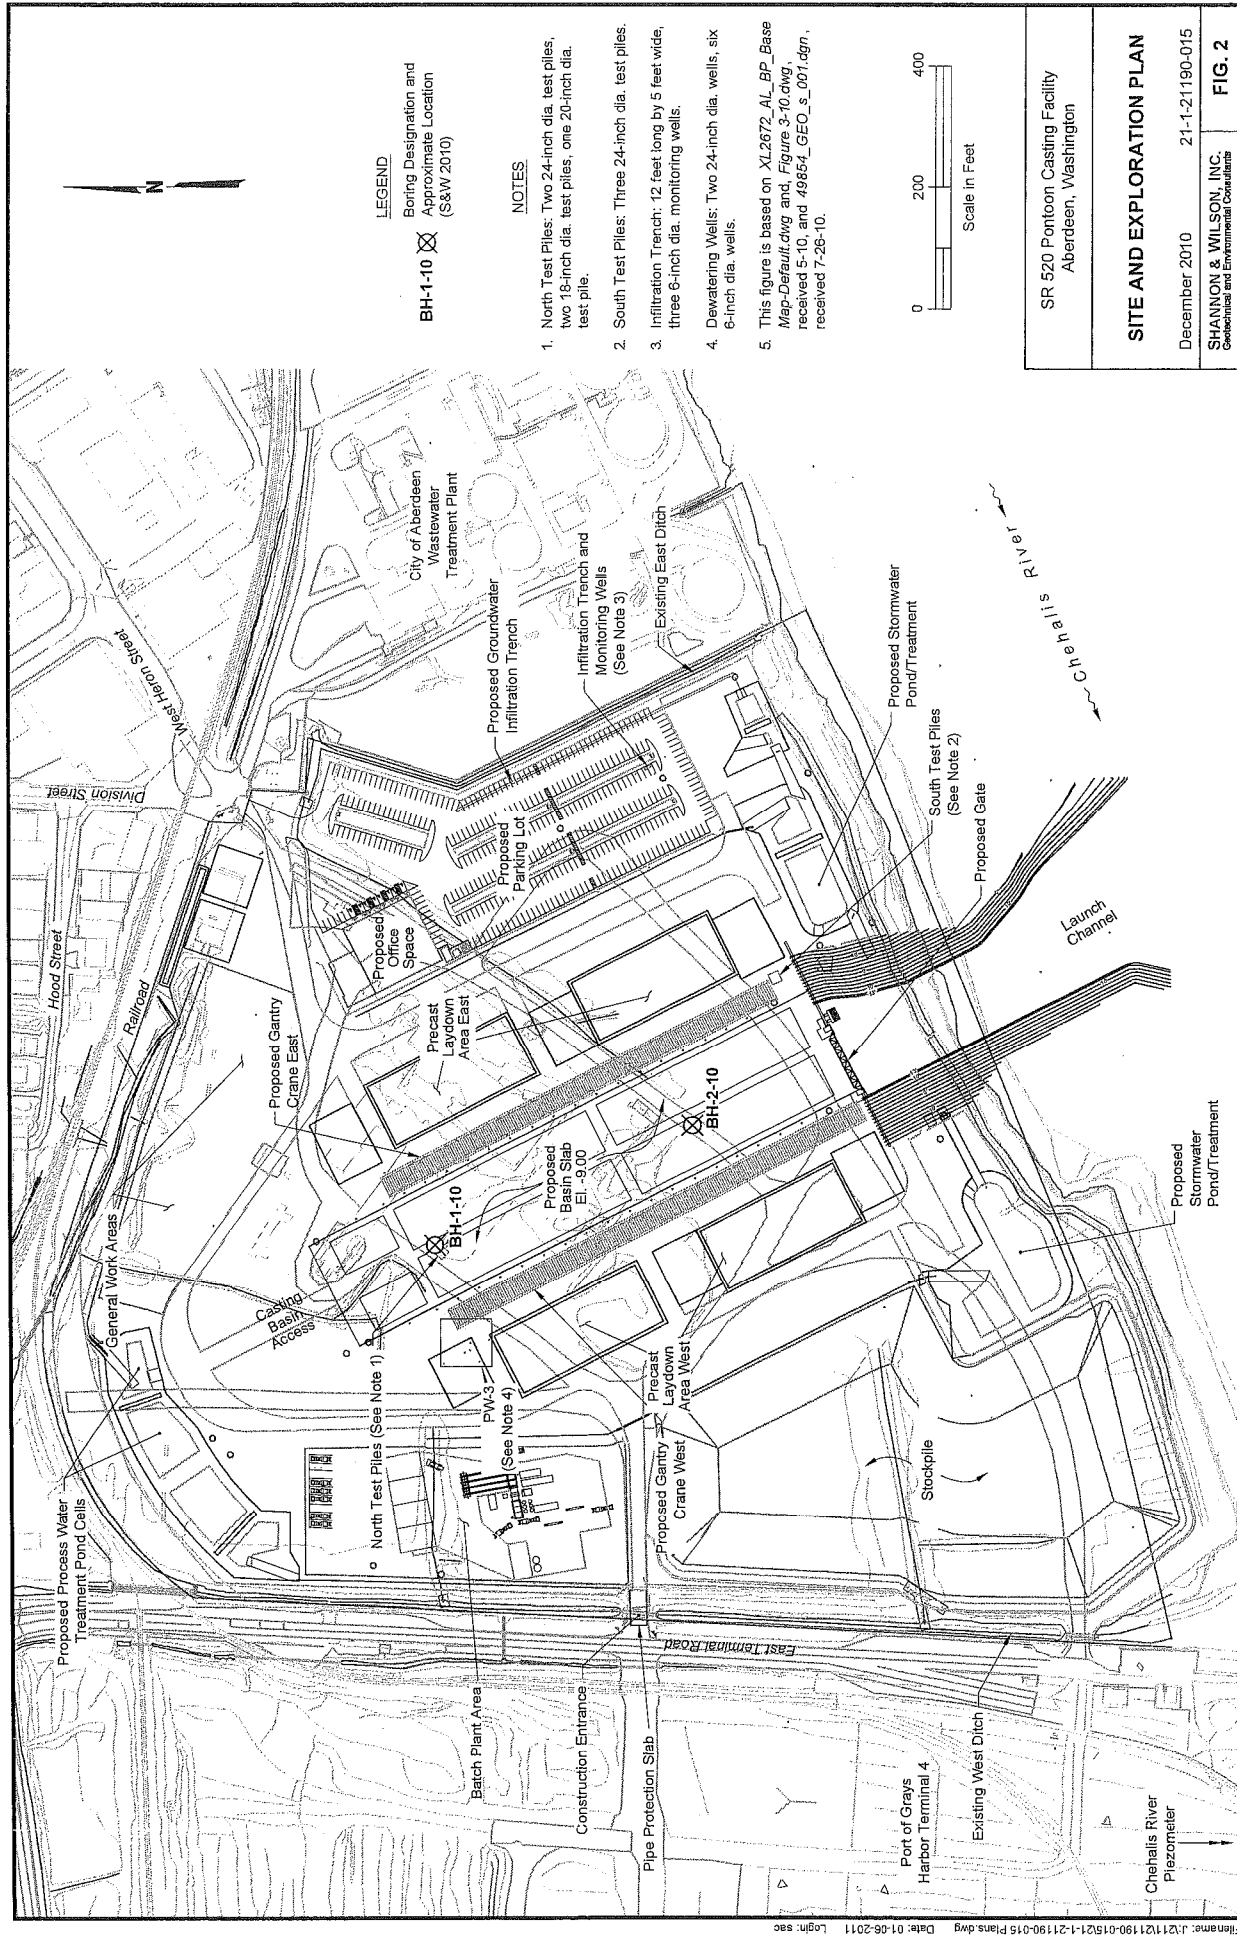 Filename: J:\211\21190-015\21-1-21190-015 Plans.dwg Date: 01-06-2011 Login: sac
Proposed Process Water
Treatment Pond Cells
General Work Areas
Railroad
Hood Street
Division Street
West Heron Street
North Test Piles (See Note 1)
Casting
Basin
Access
Proposed Gantry
Crane East
BH-1-10
PW-3
(See Note 4)
Batch Plant Area
Construction Entrance
Pipe Protection Slab
East Terminal Road
Proposed Gantry
Crane West
Precast
Laydown
Area West
Proposed
Basin Slab
El. -9.00
BH-2-10
Precast
Laydown
Area East
Proposed
Office
Space
Proposed
Parking Lot
City of Aberdeen
Wastewater
Treatment Plant
Proposed Groundwater
Infiltration Trench
Infiltration Trench and
Monitoring Wells
(See Note 3)
Existing East Ditch
Proposed Stormwater
Pond/Treatment
South Test Piles
(See Note 2)
Proposed Gate
Launch
Channel
Chehalis River
Stockpile
Proposed
Stormwater
Pond/Treatment
Port of Grays
Harbor Terminal 4
Existing West Ditch
Chehalis River
Piezometer
N
LEGEND
BH-1-10
Boring Designation and
Approximate Location
(S&W 2010)
NOTES
1. North Test Piles: Two 24-inch dia. test piles,
two 18-inch dia. test piles, one 20-inch dia.
test pile.
2. South Test Piles: Three 24-inch dia. test piles.
3. Infiltration Trench: 12 feet long by 5 feet wide,
three 6-inch dia. monitoring wells.
4. Dewatering Wells: Two 24-inch dia. wells, six
6-inch dia. wells.
5. This figure is based on XL2672_AL_BP_Base
Map-Default.dwg and, Figure 3-10.dwg,
received 5-10, and 49854_GEO_s_001.dgn,
received 7-26-10.
0 200 400
Scale in Feet
SR 520 Pontoon Casting Facility
Aberdeen, Washington
SITE AND EXPLORATION PLAN
December 2010 21-1-21190-015
SHANNON & WILSON, INC.
Geotechnical and Environmental Consultants
FIG. 2